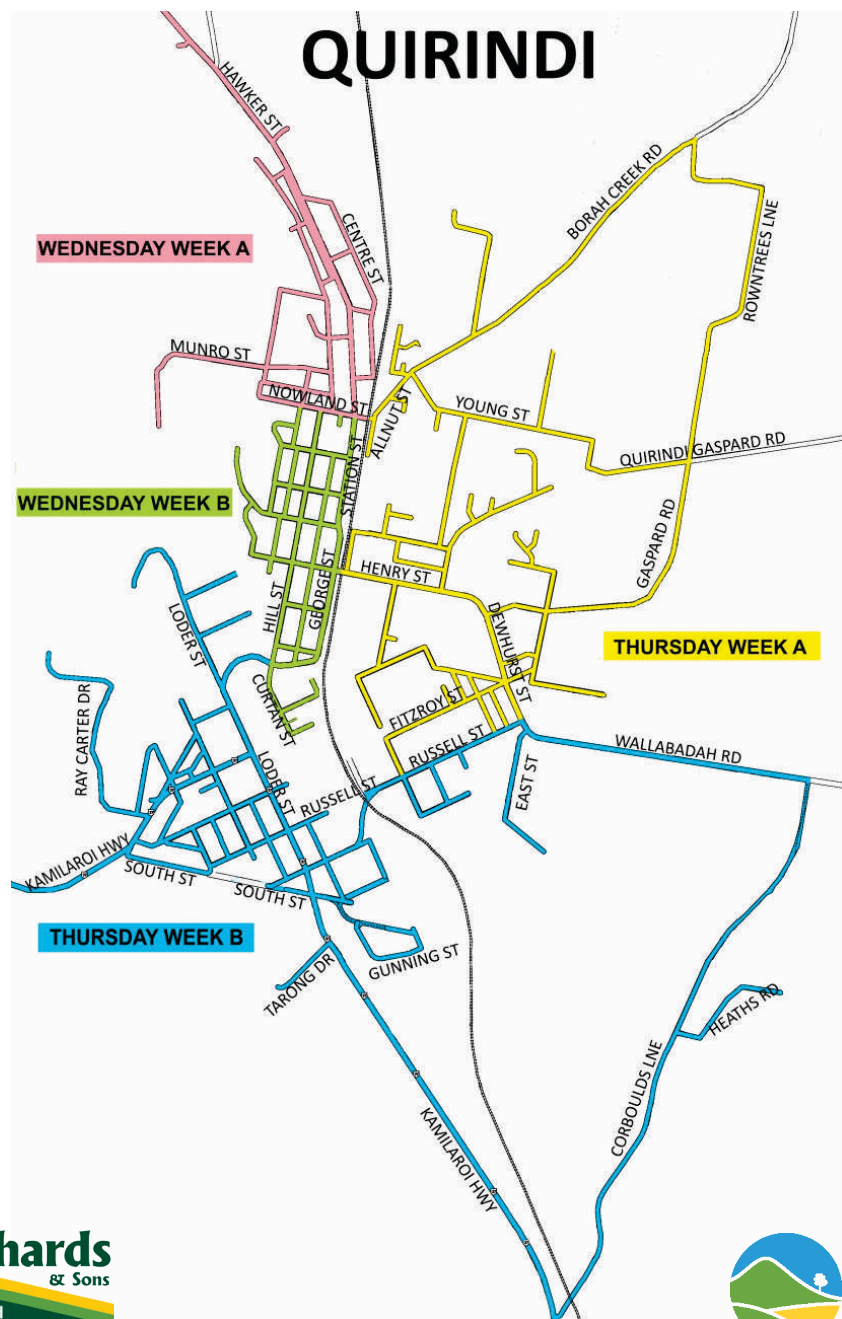 QUIRINDI
HAWKER ST
BORAH CREEK RD
CENTRE ST
ROWNTREES LNE
WEDNESDAY WEEK A
MUNRO ST
NOWLAND ST
ALLNUT ST
YOUNG ST
STATION ST
QUIRINDI GASPARD RD
WEDNESDAY WEEK B
GASPARD RD
HENRY ST
HILL ST
GEORGE ST
LODER ST
DEWHURST ST
THURSDAY WEEK A
RAY CARTER DR
CURTAN ST
FITZROY ST
RUSSELL ST
WALLABADAH RD
EAST ST
LODER ST
RUSSELL ST
KAMILAROI HWY
SOUTH ST
SOUTH ST
THURSDAY WEEK B
GUNNING ST
TARONG DR
HEATHS RD
CORBOULDS LNE
KAMILAROI HWY
hards
& Sons